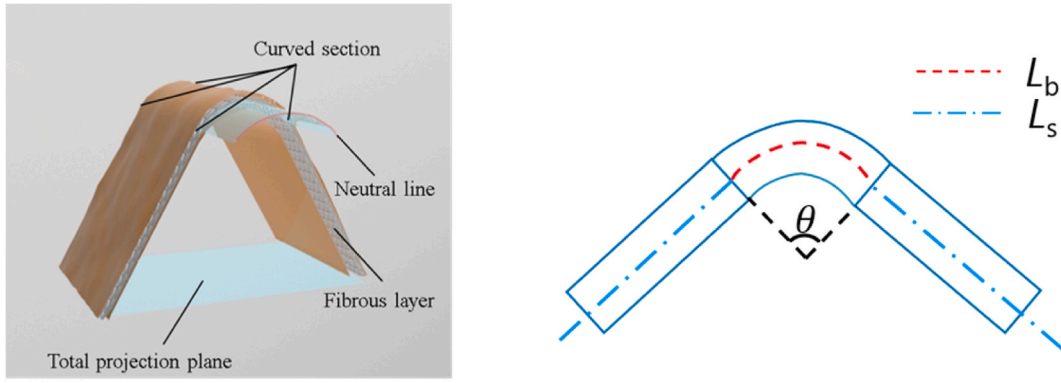 Curved section
Neutral line
Fibrous layer
Total projection plane
L_b
L_s
θ